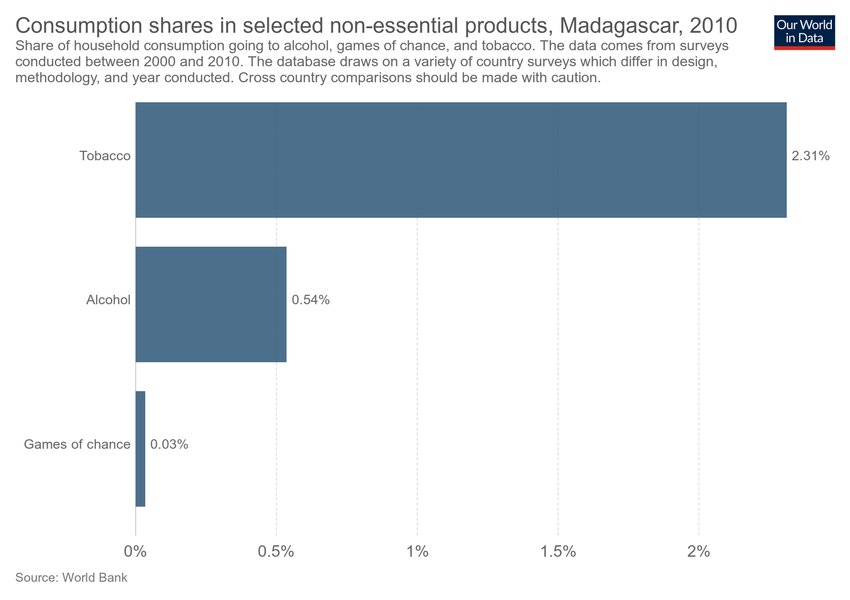 Consumption shares in selected non-essential products, Madagascar, 2010
Our World
in Data
Share of household consumption going to alcohol, games of chance, and tobacco. The data comes from surveys
conducted between 2000 and 2010. The database draws on a variety of country surveys which differ in design,
methodology, and year conducted. Cross country comparisons should be made with caution.
Tobacco
2.31%
Alcohol
0.54%
Games of chance
0.03%
0%
0.5%
1%
1.5%
2%
Source: World Bank